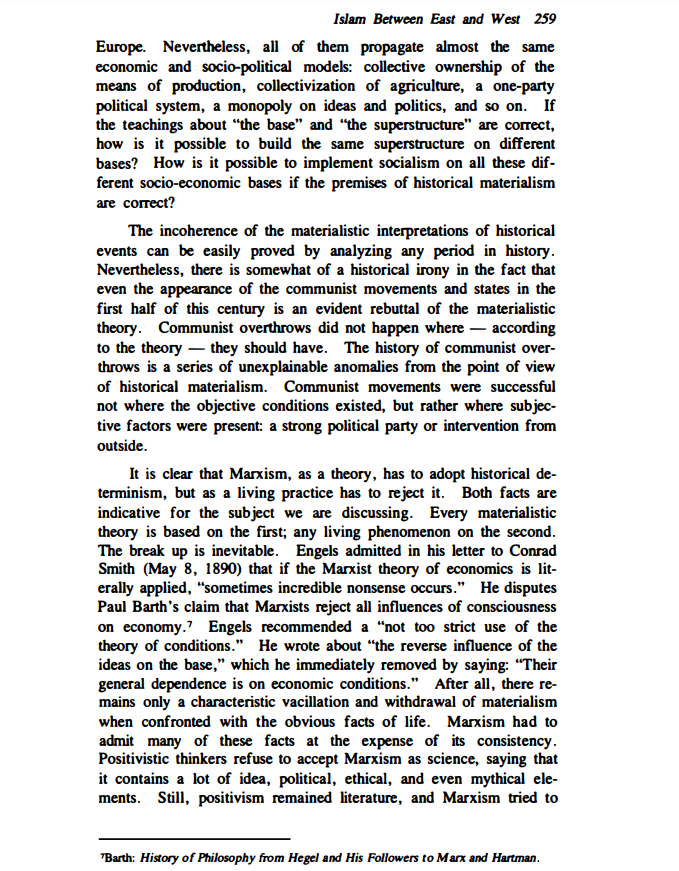 Islam Between East and West 259
Europe. Nevertheless, all of them propagate almost the same
economic and socio-political models: collective ownership of the
means of production, collectivization of agriculture, a one-party
political system, a monopoly on ideas and politics, and so on. If
the teachings about “the base” and “the superstructure” are correct,
how is it possible to build the same superstructure on different
bases? How is it possible to implement socialism on all these dif-
ferent socio-economic bases if the premises of historical materialism
are correct?
The incoherence of the materialistic interpretations of historical
events can be easily proved by analyzing any period in history.
Nevertheless, there is somewhat of a historical irony in the fact that
even the appearance of the communist movements and states in the
first half of this century is an evident rebuttal of the materialistic
theory. Communist overthrows did not happen where — according
to the theory — they should have. The history of communist over-
throws is a series of unexplainable anomalies from the point of view
of historical materialism. Communist movements were successful
not where the objective conditions existed, but rather where subjec-
tive factors were present: a strong political party or intervention from
outside.
It is clear that Marxism, as a theory, has to adopt historical de-
terminism, but as a living practice has to reject it. Both facts are
indicative for the subject we are discussing. Every materialistic
theory is based on the first; any living phenomenon on the second.
The break up is inevitable. Engels admitted in his letter to Conrad
Smith (May 8, 1890) that if the Marxist theory of economics is lit-
erally applied, “sometimes incredible nonsense occurs.” He disputes
Paul Barth’s claim that Marxists reject all influences of consciousness
on economy.⁷ Engels recommended a “not too strict use of the
theory of conditions.” He wrote about “the reverse influence of the
ideas on the base,” which he immediately removed by saying: “Their
general dependence is on economic conditions.” After all, there re-
mains only a characteristic vacillation and withdrawal of materialism
when confronted with the obvious facts of life. Marxism had to
admit many of these facts at the expense of its consistency.
Positivistic thinkers refuse to accept Marxism as science, saying that
it contains a lot of idea, political, ethical, and even mythical ele-
ments. Still, positivism remained literature, and Marxism tried to
⁷Barth: History of Philosophy from Hegel and His Followers to Marx and Hartman.